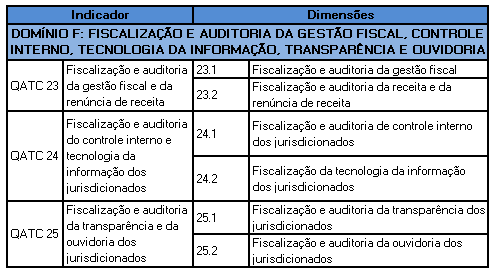 Indicador Dimensões
DOMÍNIO F: FISCALIZAÇÃO E AUDITORIA DA GESTÃO FISCAL, CONTROLE
INTERNO, TECNOLOGIA DA INFORMAÇÃO, TRANSPARÊNCIA E OUVIDORIA
QATC 23
Fiscalização e auditoria
da gestão fiscal e da
renúncia de receita
23.1 Fiscalização e auditoria da gestão fiscal
23.2 Fiscalização e auditoria da receita e da
renúncia de receita
QATC 24
Fiscalização e auditoria
do controle interno e
tecnologia da
informação dos
jurisdicionados
24.1 Fiscalização e auditoria de controle interno
dos jurisdicionados
24.2 Fiscalização da tecnologia da informação
dos jurisdicionados
QATC 25
Fiscalização e auditoria
da transparência e da
ouvidoria dos
jurisdicionados
25.1 Fiscalização e auditoria da transparência dos
jurisdicionados
25.2 Fiscalização e auditoria da ouvidoria dos
jurisdicionados